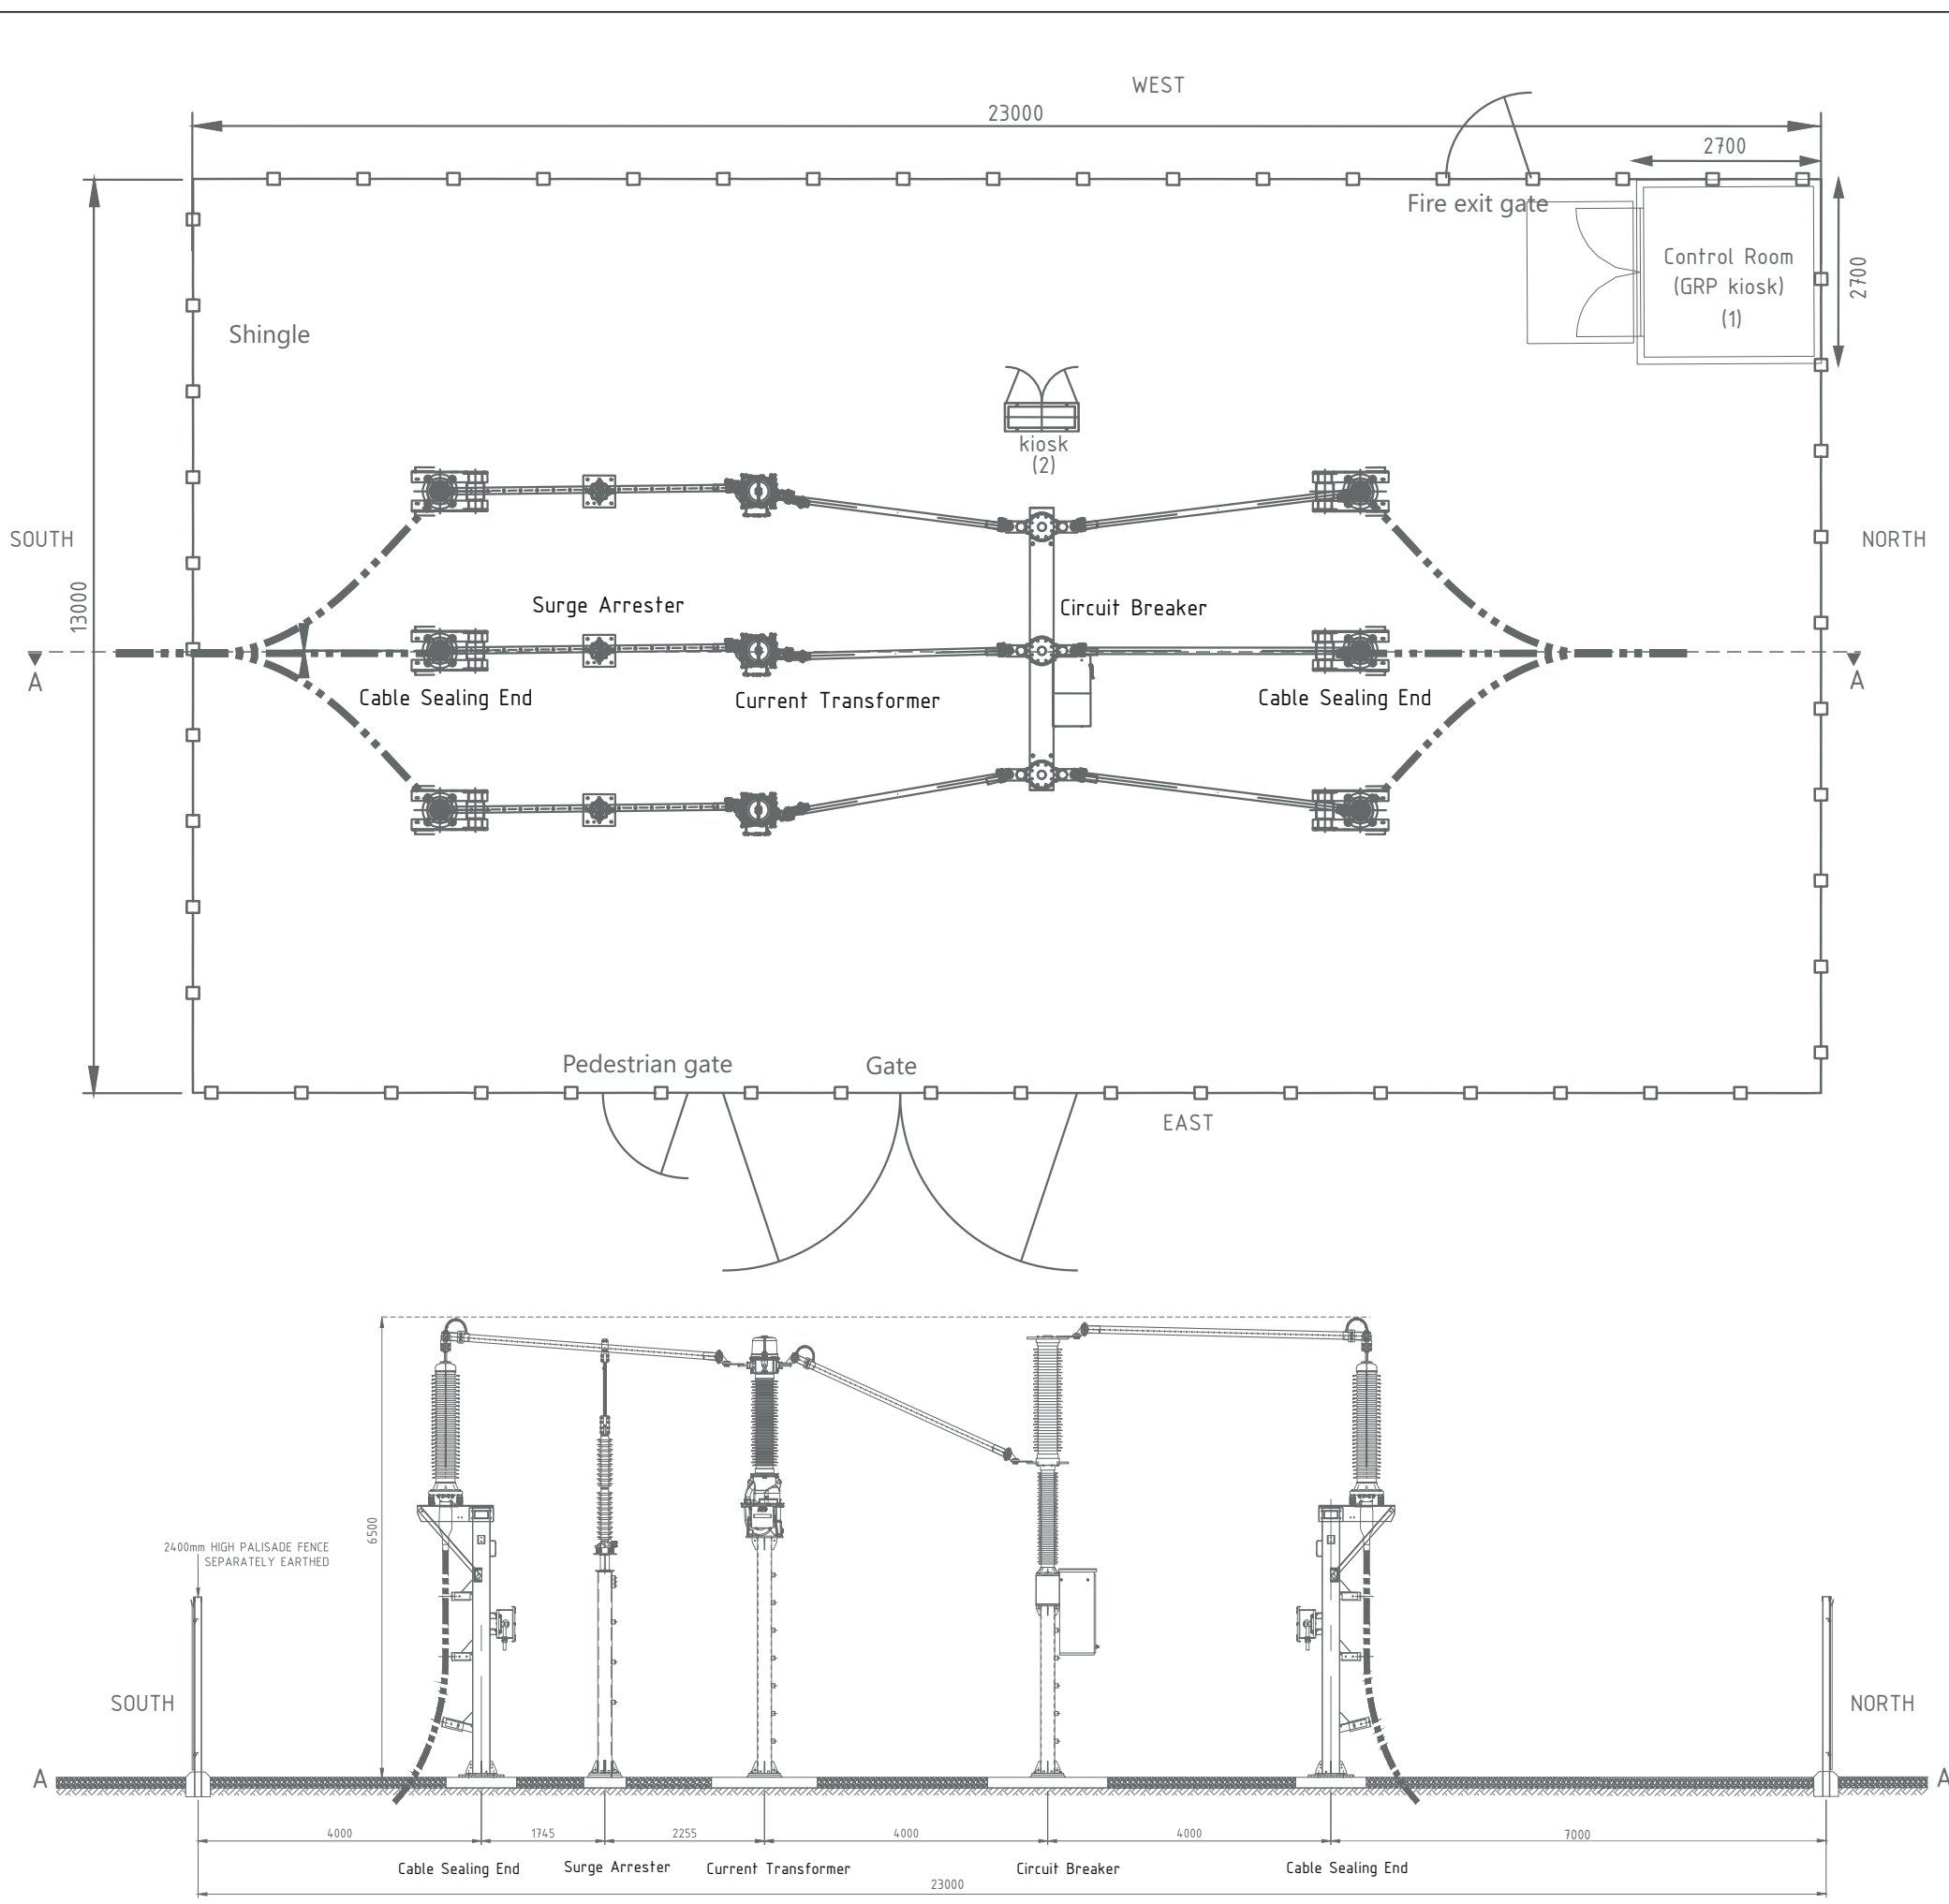 WEST
23000
2700
Fire exit gate
Control Room
(GRP kiosk)
(1)
2700
Shingle
kiosk
(2)
SOUTH
NORTH
13000
Surge Arrester
Circuit Breaker
A
A
Cable Sealing End
Current Transformer
Cable Sealing End
Pedestrian gate
Gate
EAST
6500
2400mm HIGH PALISADE FENCE
SEPARATELY EARTHED
SOUTH
NORTH
A
A
4000
1745
2255
4000
4000
7000
Cable Sealing End
Surge Arrester
Current Transformer
Circuit Breaker
Cable Sealing End
23000